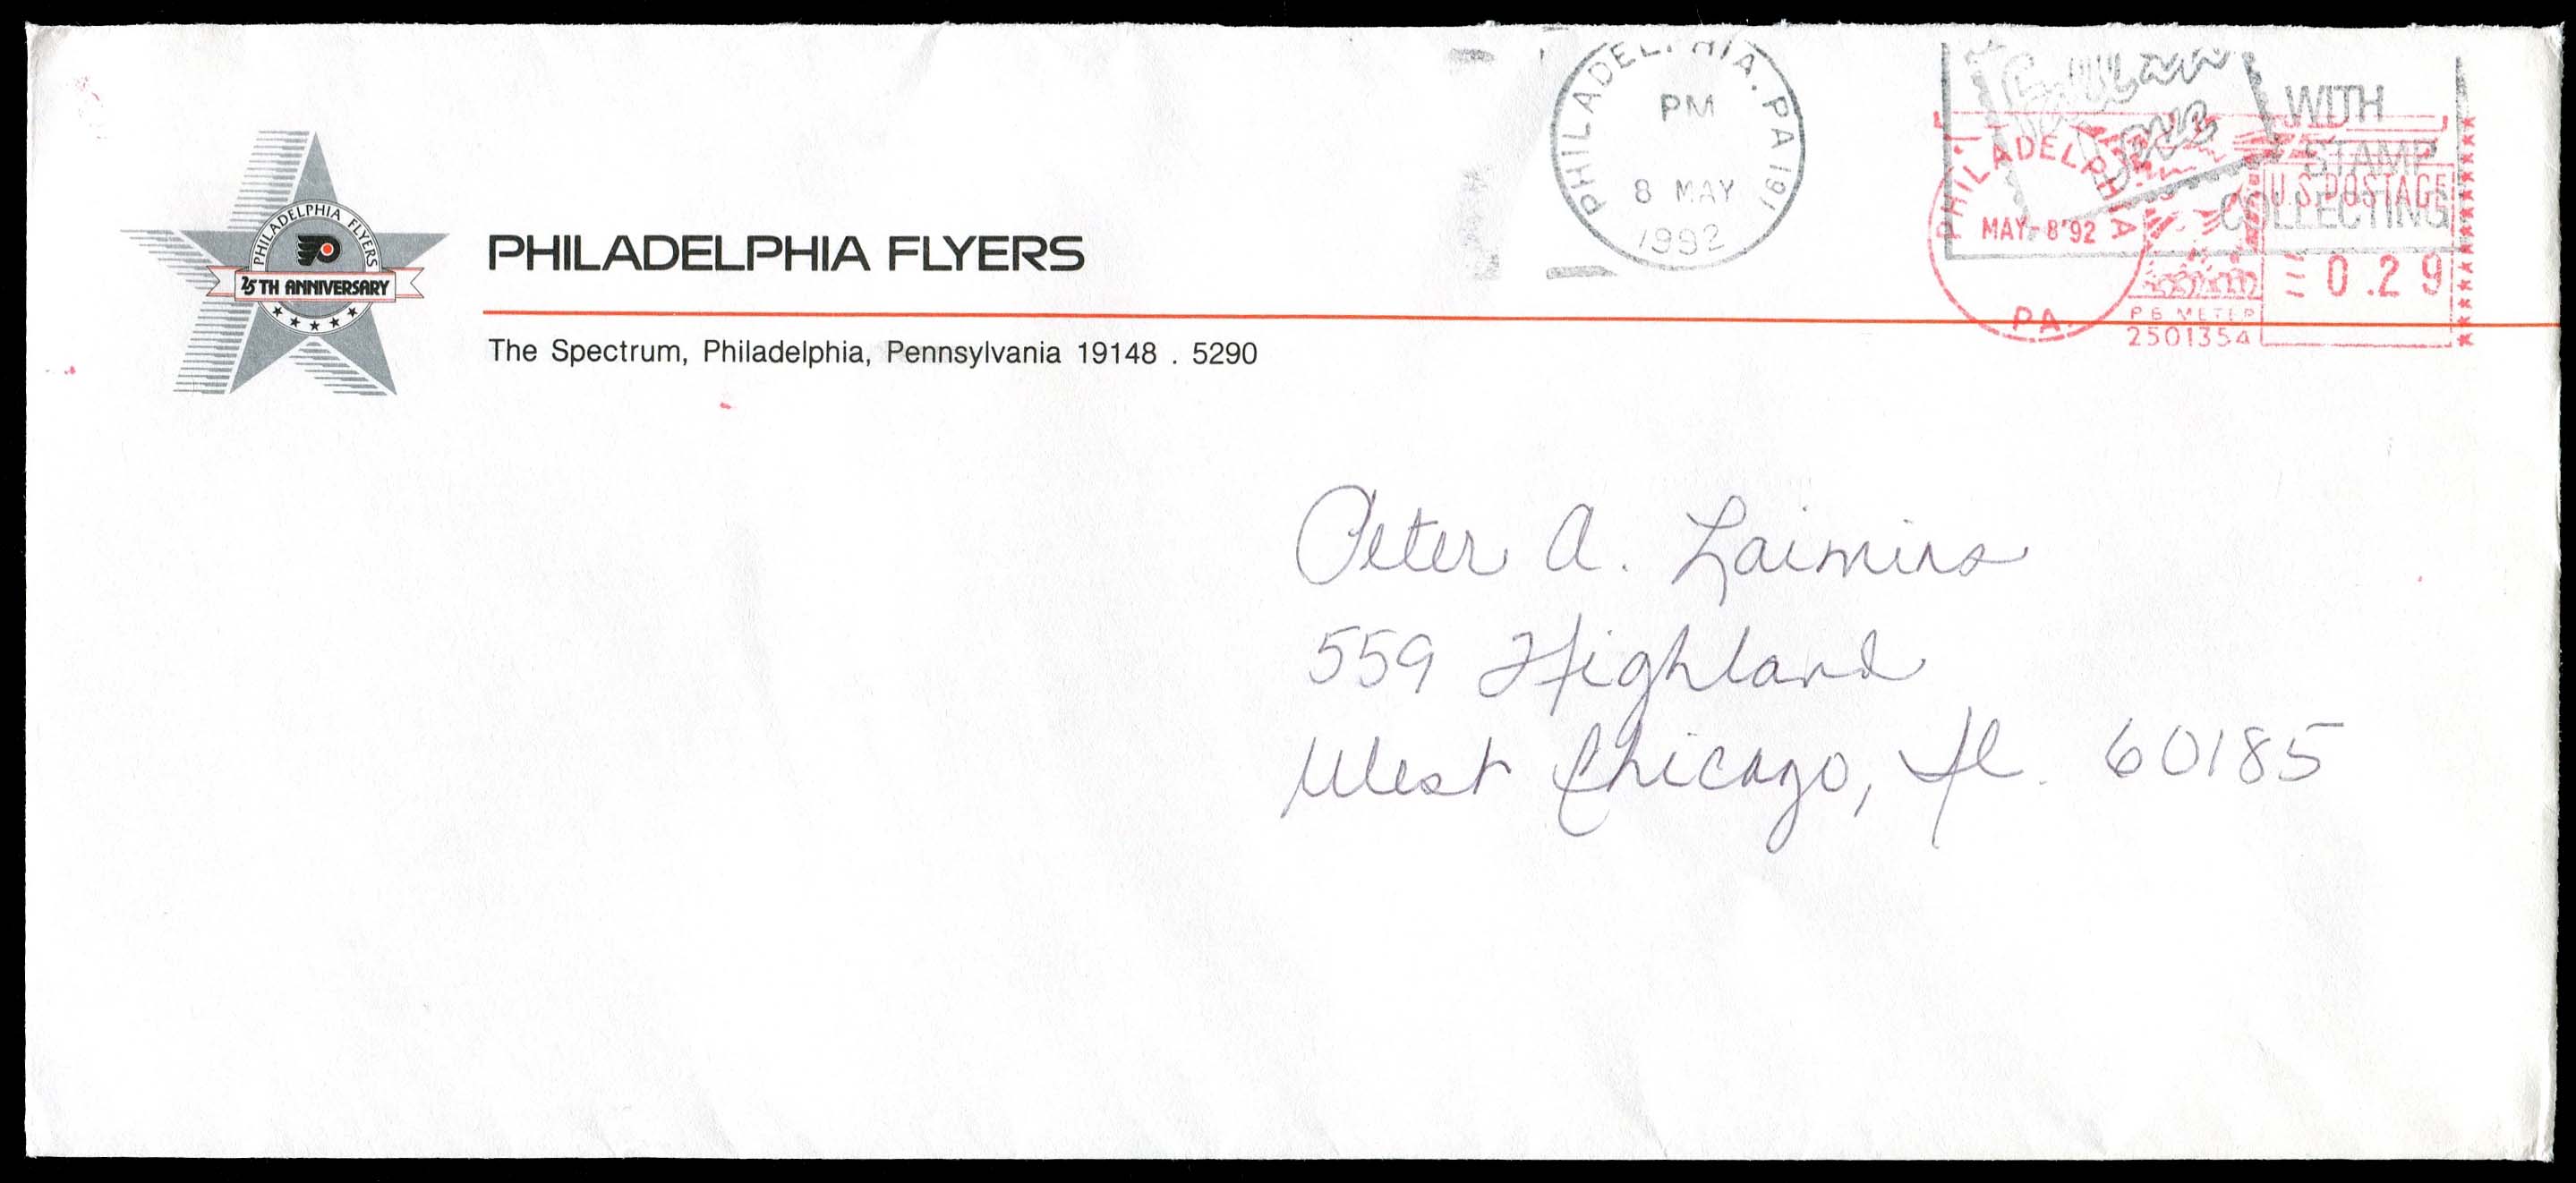 PHILADELPHIA FLYERS
25TH ANNIVERSARY
PHILADELPHIA FLYERS
The Spectrum, Philadelphia, Pennsylvania 19148 . 5290
PHILADELPHIA. PA 191
PM
8 MAY
1992
WITH
STAMP
COLLECTING
PHILADELPHIA
MAY-8'92
PA.
U.S. POSTAGE
0.29
PB METER
2501354
Peter A. Laimins
559 Highland
West Chicago, Il. 60185